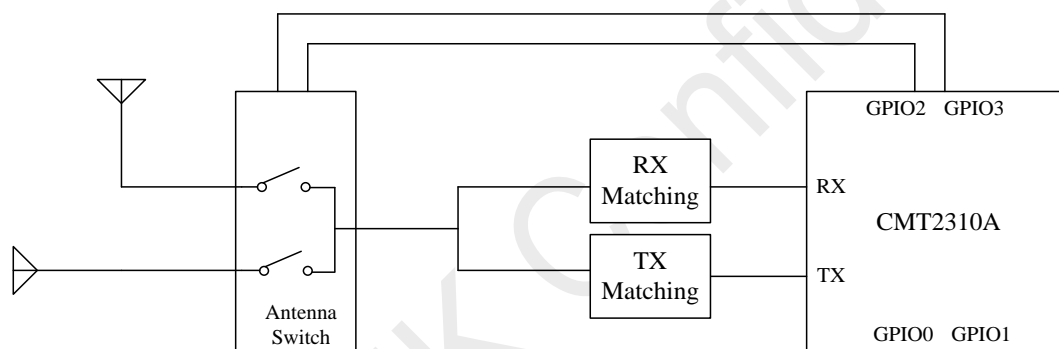 GPIO2 GPIO3
RX
Matching
RX
CMT2310A
TX
Matching
TX
Antenna
Switch
GPIO0 GPIO1